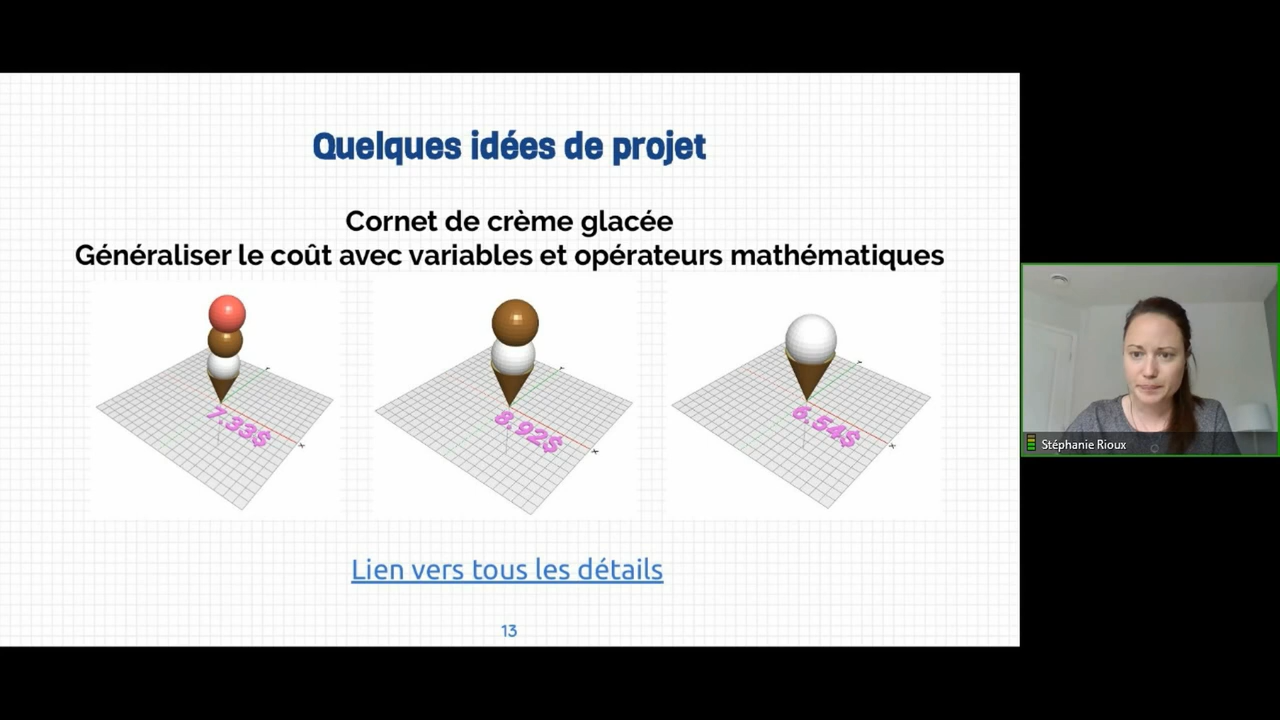 Quelques idées de projet
Cornet de crème glacée
Généraliser le coût avec variables et opérateurs mathématiques
7.33$
8.92$
6.54$
Lien vers tous les détails
13
Stéphanie Rioux